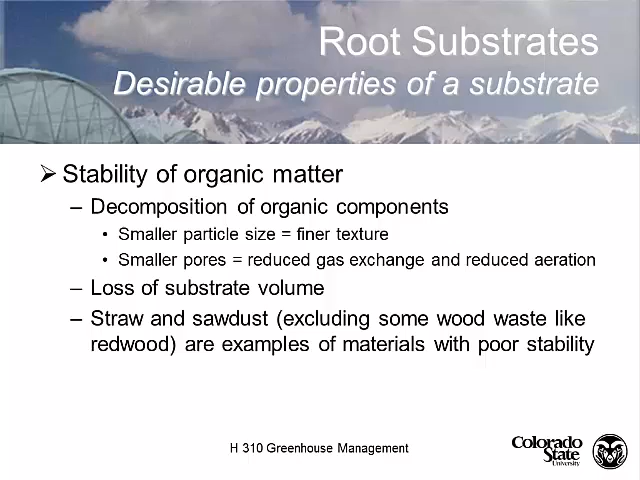 Root Substrates
Desirable properties of a substrate
➢ Stability of organic matter
– Decomposition of organic components
• Smaller particle size = finer texture
• Smaller pores = reduced gas exchange and reduced aeration
– Loss of substrate volume
– Straw and sawdust (excluding some wood waste like
redwood) are examples of materials with poor stability
H 310 Greenhouse Management
Colorado
State
University